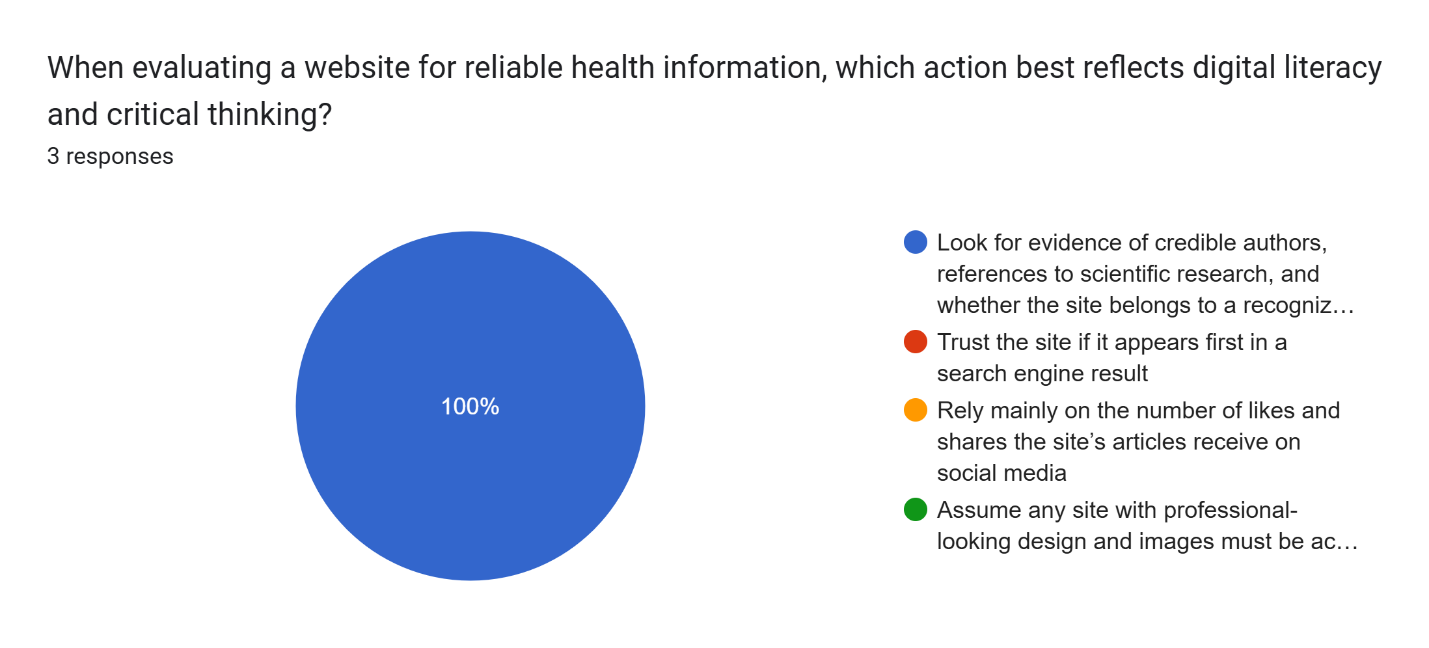 When evaluating a website for reliable health information, which action best reflects digital literacy
and critical thinking?
3 responses
100%
Look for evidence of credible authors,
references to scientific research, and
whether the site belongs to a recogniz…
Trust the site if it appears first in a
search engine result
Rely mainly on the number of likes and
shares the site’s articles receive on
social media
Assume any site with professional-
looking design and images must be ac…